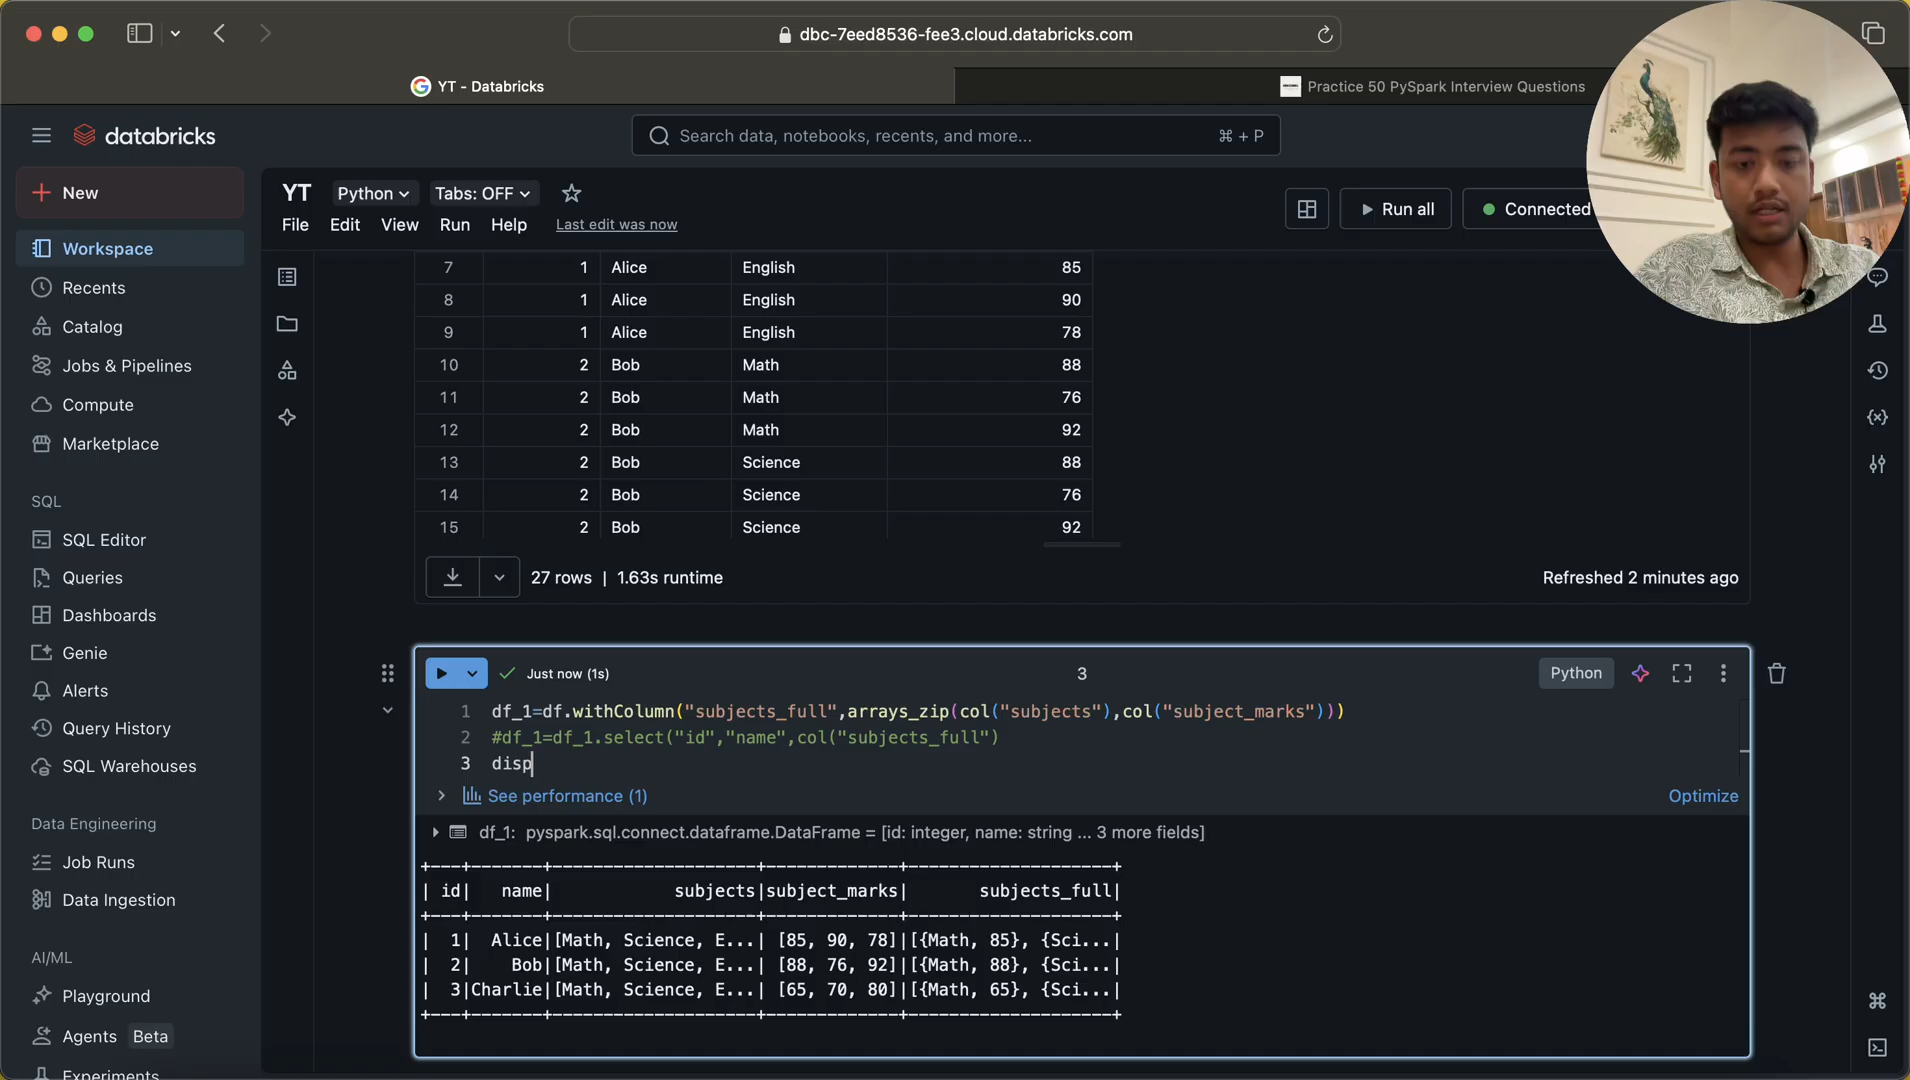 dbc-7eed8536-fee3.cloud.databricks.com
YT - Databricks
Practice 50 PySpark Interview Questions
databricks
Search data, notebooks, recents, and more...
⌘ + P
New
Workspace
Recents
Catalog
Jobs & Pipelines
Compute
Marketplace
SQL
SQL Editor
Queries
Dashboards
Genie
Alerts
Query History
SQL Warehouses
Data Engineering
Job Runs
Data Ingestion
AI/ML
Playground
Agents Beta
Experiments
YT Python Tabs: OFF
File Edit View Run Help Last edit was now
Run all
Connected
7 1 Alice English 85
8 1 Alice English 90
9 1 Alice English 78
10 2 Bob Math 88
11 2 Bob Math 76
12 2 Bob Math 92
13 2 Bob Science 88
14 2 Bob Science 76
15 2 Bob Science 92
27 rows | 1.63s runtime
Refreshed 2 minutes ago
Just now (1s)
3
Python
1 df_1=df.withColumn("subjects_full",arrays_zip(col("subjects"),col("subject_marks")))
2 #df_1=df_1.select("id","name",col("subjects_full")
3 disp
See performance (1)
Optimize
df_1: pyspark.sql.connect.dataframe.DataFrame = [id: integer, name: string ... 3 more fields]
+---+-------+--------------------+-------------+--------------------+
| id|   name|            subjects|subject_marks|       subjects_full|
+---+-------+--------------------+-------------+--------------------+
|  1|  Alice|[Math, Science, E...| [85, 90, 78]|[{Math, 85}, {Sci...|
|  2|    Bob|[Math, Science, E...| [88, 76, 92]|[{Math, 88}, {Sci...|
|  3|Charlie|[Math, Science, E...| [65, 70, 80]|[{Math, 65}, {Sci...|
+---+-------+--------------------+-------------+--------------------+